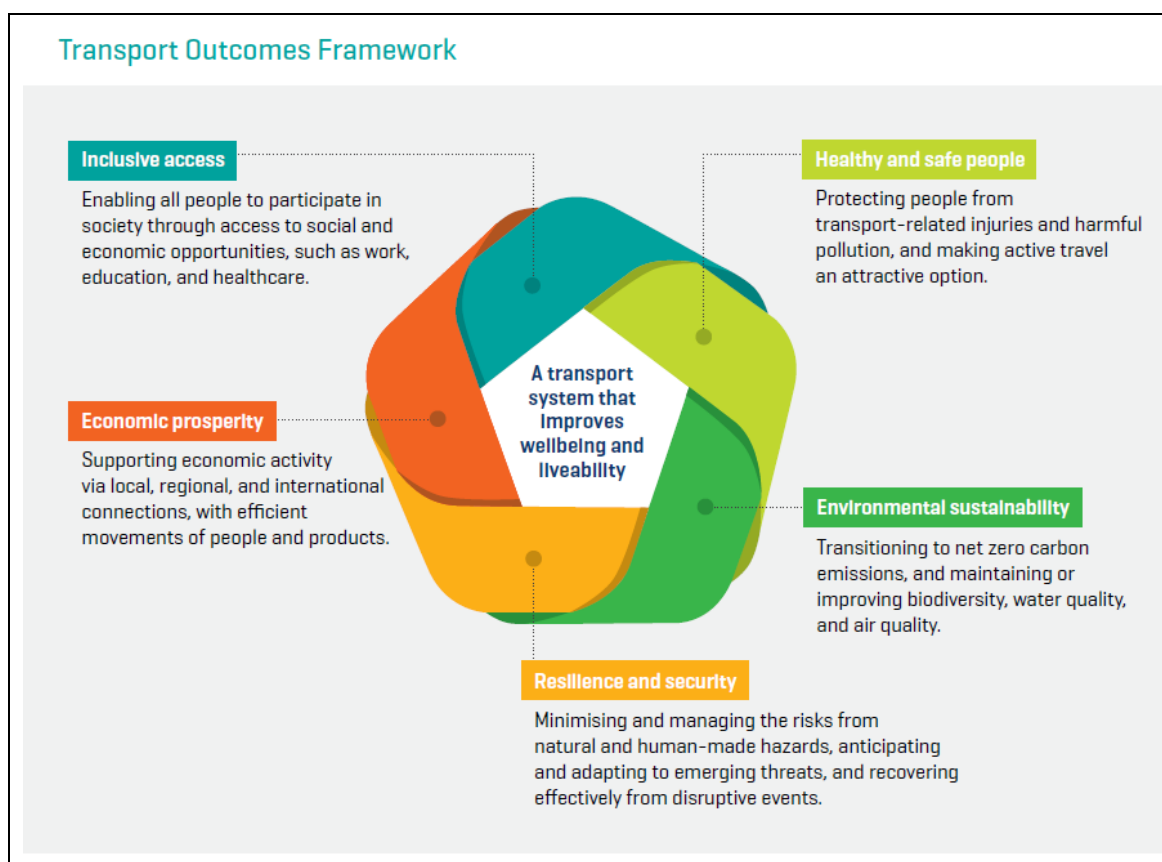 Transport Outcomes Framework
Inclusive access
Enabling all people to participate in
society through access to social and
economic opportunities, such as work,
education, and healthcare.
Healthy and safe people
Protecting people from
transport-related injuries and harmful
pollution, and making active travel
an attractive option.
A transport
system that
improves
wellbeing and
liveability
Economic prosperity
Supporting economic activity
via local, regional, and international
connections, with efficient
movements of people and products.
Environmental sustainability
Transitioning to net zero carbon
emissions, and maintaining or
improving biodiversity, water quality,
and air quality.
Resilience and security
Minimising and managing the risks from
natural and human-made hazards, anticipating
and adapting to emerging threats, and recovering
effectively from disruptive events.